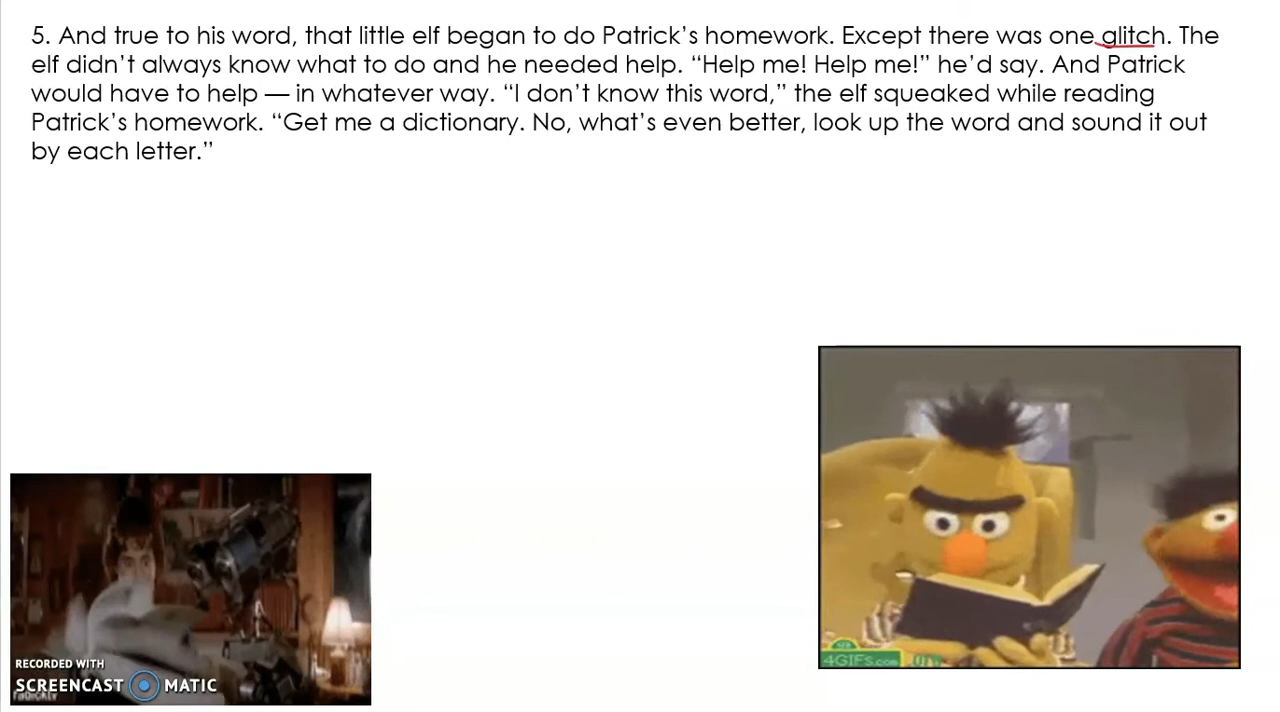 5. And true to his word, that little elf began to do Patrick’s homework. Except there was one glitch. The
elf didn’t always know what to do and he needed help. “Help me! Help me!” he’d say. And Patrick
would have to help — in whatever way. “I don’t know this word,” the elf squeaked while reading
Patrick’s homework. “Get me a dictionary. No, what’s even better, look up the word and sound it out
by each letter.”
4GIFs.com
RECORDED WITH
SCREENCAST MATIC